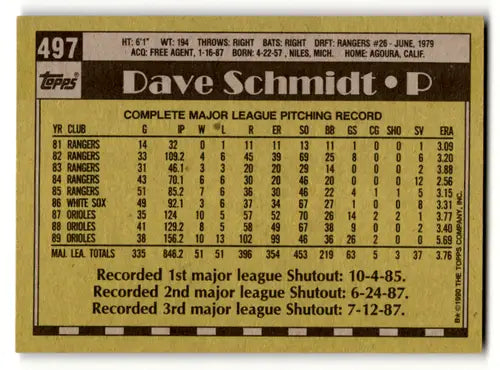 497
HT: 6'1" WT: 194 THROWS: RIGHT BATS: RIGHT DRFT: RANGERS #26 - JUNE, 1979
ACQ: FREE AGENT, 1-16-87 BORN: 4-22-57, NILES, MICH. HOME: AGOURA, CALIF.
TOPPS
Dave Schmidt • P
COMPLETE MAJOR LEAGUE PITCHING RECORD
YR CLUB G IP W L R ER SO BB GS CG SHO SV ERA
81 RANGERS 14 32 0 1 11 11 13 11 1 0 0 1 3.09
82 RANGERS 33 109.2 4 6 45 39 69 25 8 0 0 6 3.20
83 RANGERS 31 46.1 3 3 20 20 29 14 0 0 0 2 3.88
84 RANGERS 43 70.1 6 6 30 20 46 20 0 0 0 12 2.56
85 RANGERS 51 85.2 7 6 36 30 46 22 4 1 1 5 3.15
86 WHITE SOX 49 92.1 3 6 37 34 67 27 1 0 0 8 3.31
87 ORIOLES 35 124 10 5 57 52 70 26 14 2 2 1 3.77
88 ORIOLES 41 129.2 8 5 58 49 67 38 9 0 0 2 3.40
89 ORIOLES 38 156.2 10 13 102 99 46 36 26 2 0 0 5.69
MAJ. LEA. TOTALS 335 846.2 51 51 396 354 453 219 63 5 3 37 3.76
Recorded 1st major league Shutout: 10-4-85.
Recorded 2nd major league Shutout: 6-24-87.
Recorded 3rd major league Shutout: 7-12-87.
B* © 1990 THE TOPPS COMPANY, INC.